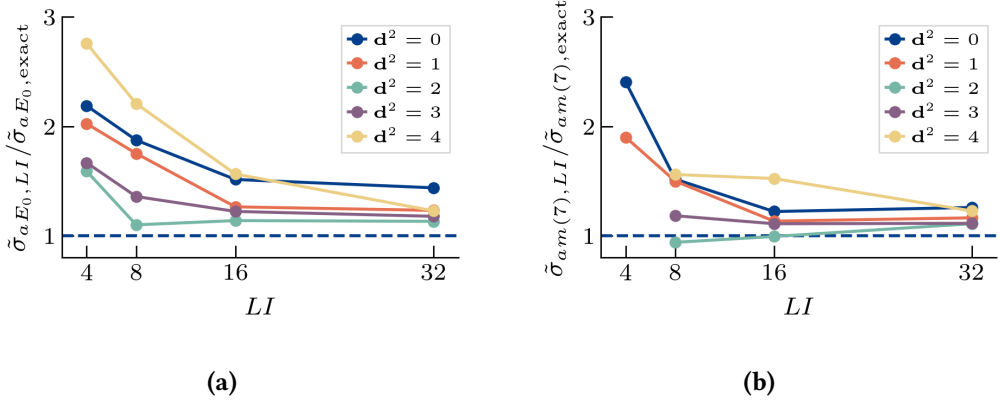 3
2
1
4
8
16
32
LI
σ̃_{aE_0},LI/σ̃_{aE_0},exact
d² = 0
d² = 1
d² = 2
d² = 3
d² = 4
(a)
3
2
1
4
8
16
32
LI
σ̃_{am(7)},LI/σ̃_{am(7)},exact
d² = 0
d² = 1
d² = 2
d² = 3
d² = 4
(b)